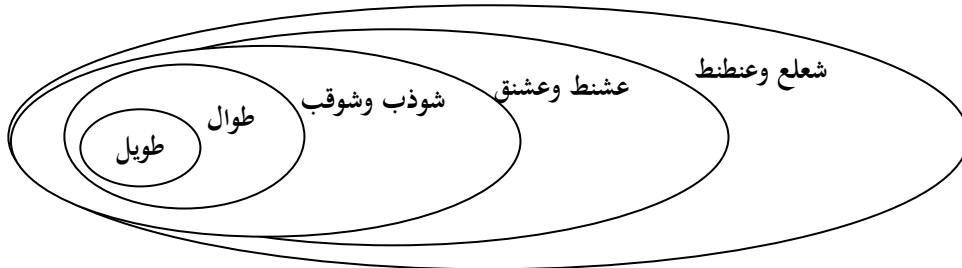 شعلع وعنطنط
عشنط وعشنق
شوذب وشوقب
طوال
طويل